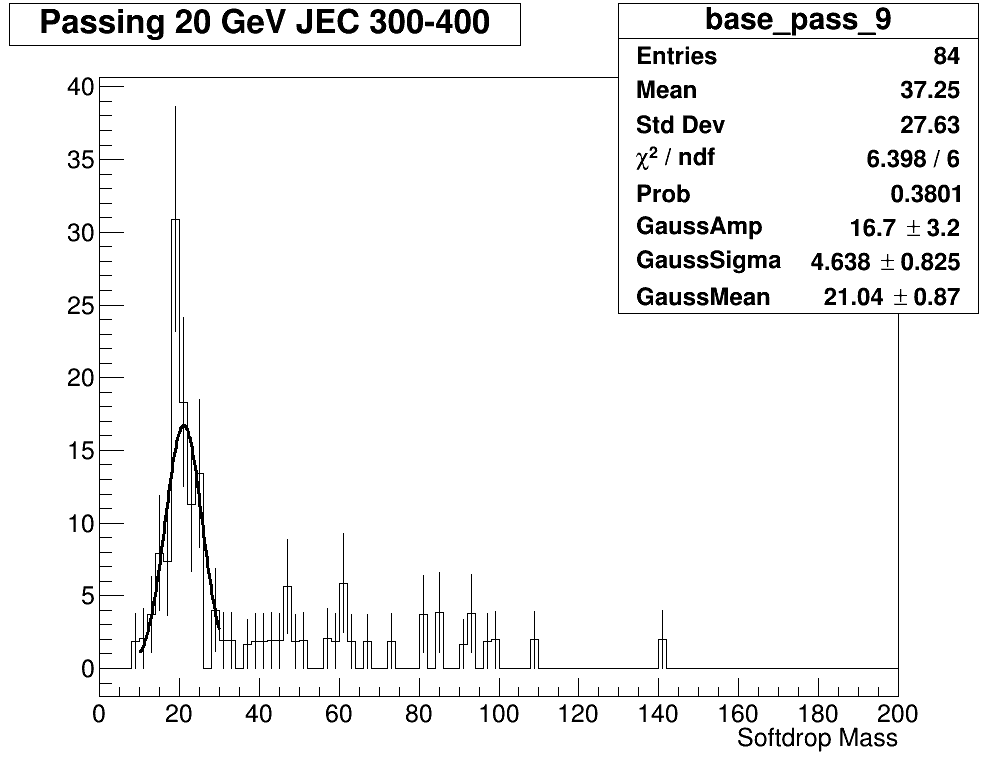 Passing 20 GeV JEC 300-400
base_pass_9
Entries 84
Mean 37.25
Std Dev 27.63
χ² / ndf 6.398 / 6
Prob 0.3801
GaussAmp 16.7 ± 3.2
GaussSigma 4.638 ± 0.825
GaussMean 21.04 ± 0.87
40
35
30
25
20
15
10
5
0
0 20 40 60 80 100 120 140 160 180 200
Softdrop Mass